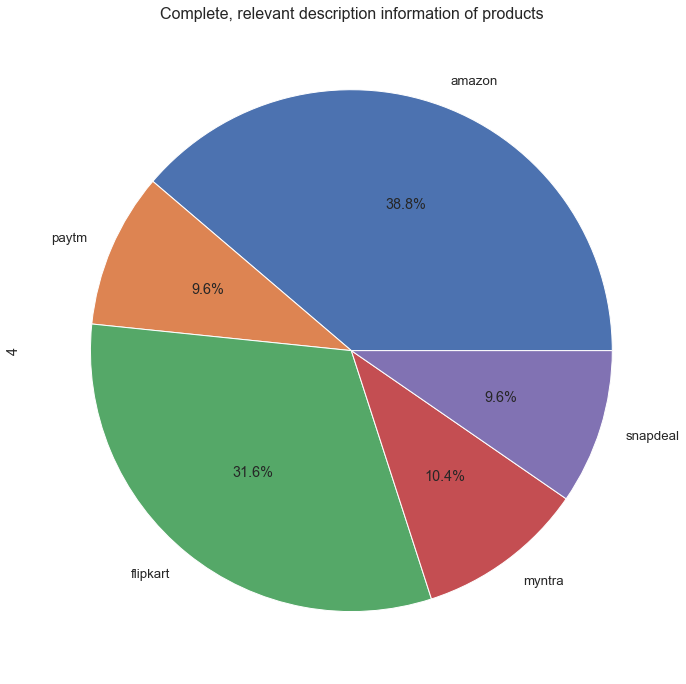 Complete, relevant description information of products
amazon
38.8%
paytm
9.6%
4
31.6%
flipkart
10.4%
myntra
9.6%
snapdeal